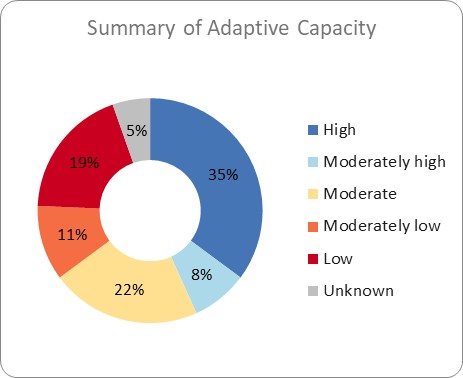 Summary of Adaptive Capacity
5%
35%
19%
11%
22%
8%
High
Moderately high
Moderate
Moderately low
Low
Unknown